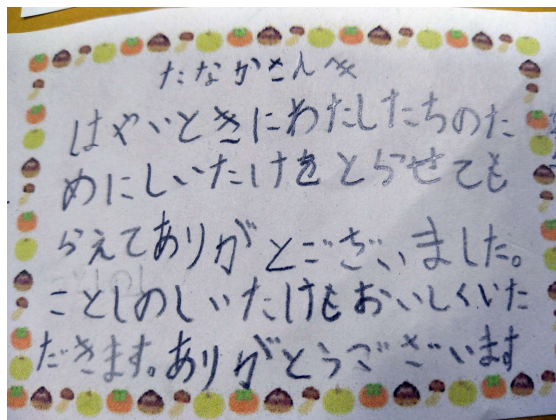 たなかさんへ
はやいときにわたしたちのた
めにしいたけをとらせても
らえてありがとございました。
ことしのしいたけもおいしくいた
だきます。ありがとうございます